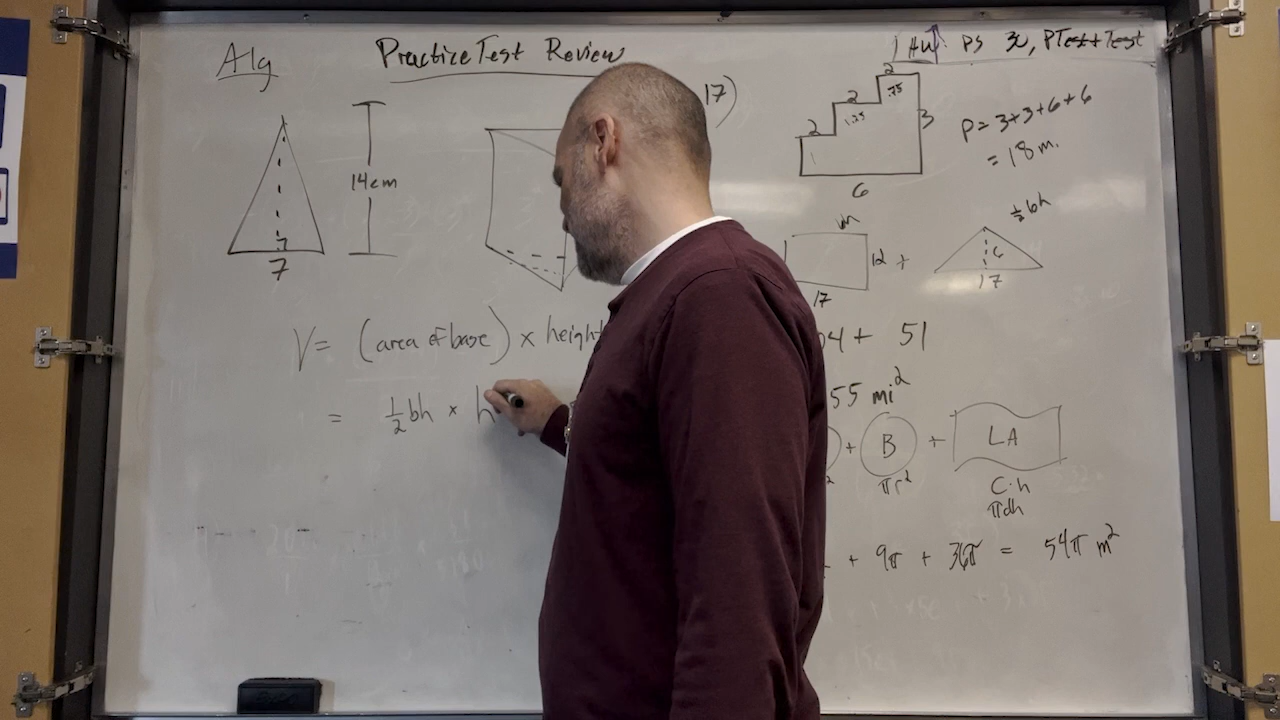 Alg
Practice Test Review
HW: PS 30, PTest + Test
14cm
7
V = (area of base) x height
= ½bh x h
17)
2
2
2
1.25
.75
3
6
P = 3+3+6+6
= 18 m.
12
17
+
½bh
6
17
04 + 51
55 mi²
+ B + LA
πr²
C·h
πdh
+ 9π + 36π = 54π m²